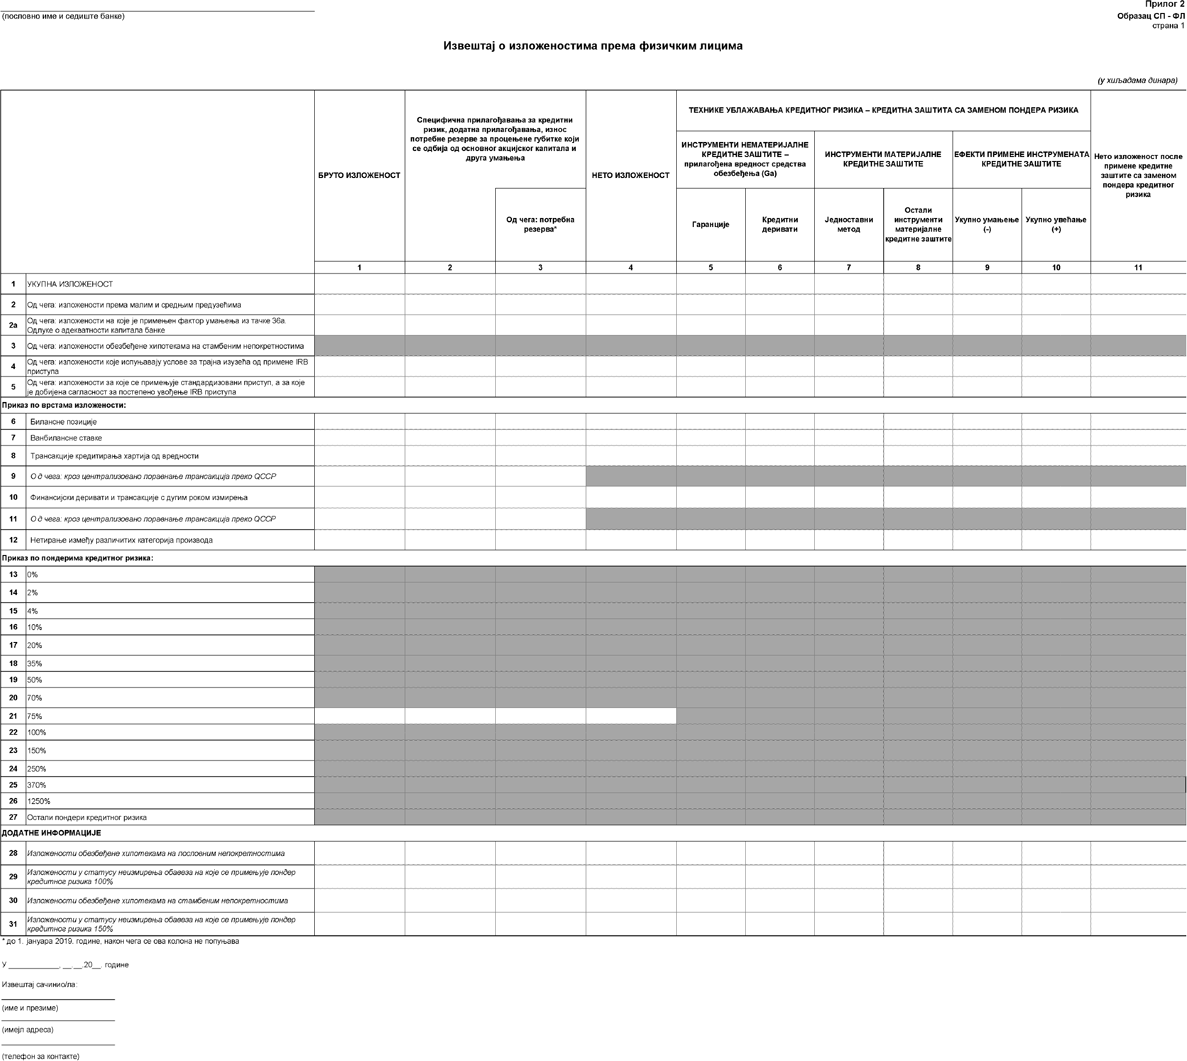 Прилог 2
(пословно име и седиште банке)
Образац СП - ФЛ
страна 1
Извештај о изложеностима према физичким лицима
(у хиљадама динара)
БРУТО ИЗЛОЖЕНОСТ
Специфична прилагођавања за кредитни
ризик, додатна прилагођавања, износ
потребне резерве за процењене губитке који
се одбија од основног акцијског капитала и
друга умањења
Од чега: потребна
резерва*
НЕТО ИЗЛОЖЕНОСТ
ТЕХНИКЕ УБЛАЖАВАЊА КРЕДИТНОГ РИЗИКА – КРЕДИТНА ЗАШТИТА СА ЗАМЕНОМ ПОНДЕРА РИЗИКА
ИНСТРУМЕНТИ НЕМАТЕРИЈАЛНЕ
КРЕДИТНЕ ЗАШТИТЕ –
прилагођена вредност средства
обезбеђења (Ga)
ИНСТРУМЕНТИ МАТЕРИЈАЛНЕ
КРЕДИТНЕ ЗАШТИТЕ
ЕФЕКТИ ПРИМЕНЕ ИНСТРУМЕНАТА
КРЕДИТНЕ ЗАШТИТЕ
Гаранције
Кредитни
деривати
Једноставни
метод
Остали
инструменти
материјалне
кредитне заштите
Укупно умањење
(-)
Укупно увећање
(+)
Нето изложеност после
примене кредитне
заштите са заменом
пондера кредитног
ризика
1 2 3 4 5 6 7 8 9 10 11
1 УКУПНА ИЗЛОЖЕНОСТ
2 Од чега: изложености према малим и средњим предузећима
2а Од чега: изложености на које је примењен фактор умањења из тачке 36а.
Одлуке о адекватности капитала банке
3 Од чега: изложености обезбеђене хипотекама на стамбеним непокретностима
4 Од чега: изложености које испуњавају услове за трајна изузећа од примене IRB
приступа
5 Од чега: изложености за које се примењује стандардизовани приступ, а за које
је добијена сагласност за постепено увођење IRB приступа
Приказ по врстама изложености:
6 Билансне позиције
7 Ванбилансне ставке
8 Трансакције кредитирања хартија од вредности
9 О д чега: кроз централизовано поравнање трансакција преко QCCP
10 Финансијски деривати и трансакције с дугим роком измирења
11 О д чега: кроз централизовано поравнање трансакција преко QCCP
12 Нетирање између различитих категорија производа
Приказ по пондерима кредитног ризика:
13 0%
14 2%
15 4%
16 10%
17 20%
18 35%
19 50%
20 70%
21 75%
22 100%
23 150%
24 250%
25 370%
26 1250%
27 Остали пондери кредитног ризика
ДОДАТНЕ ИНФОРМАЦИЈЕ
28 Изложености обезбеђене хипотекама на пословним непокретностима
29 Изложености у статусу неизмирења обавеза на које се примењује пондер
кредитног ризика 100%
30 Изложености обезбеђене хипотекама на стамбеним непокретностима
31 Изложености у статусу неизмирења обавеза на које се примењује пондер
кредитног ризика 150%
* до 1. јануара 2019. године, након чега се ова колона не попуњава
У ____________, __.__.20__. године
Извештај сачинио/ла:
(име и презиме)
(имејл адреса)
(телефон за контакте)